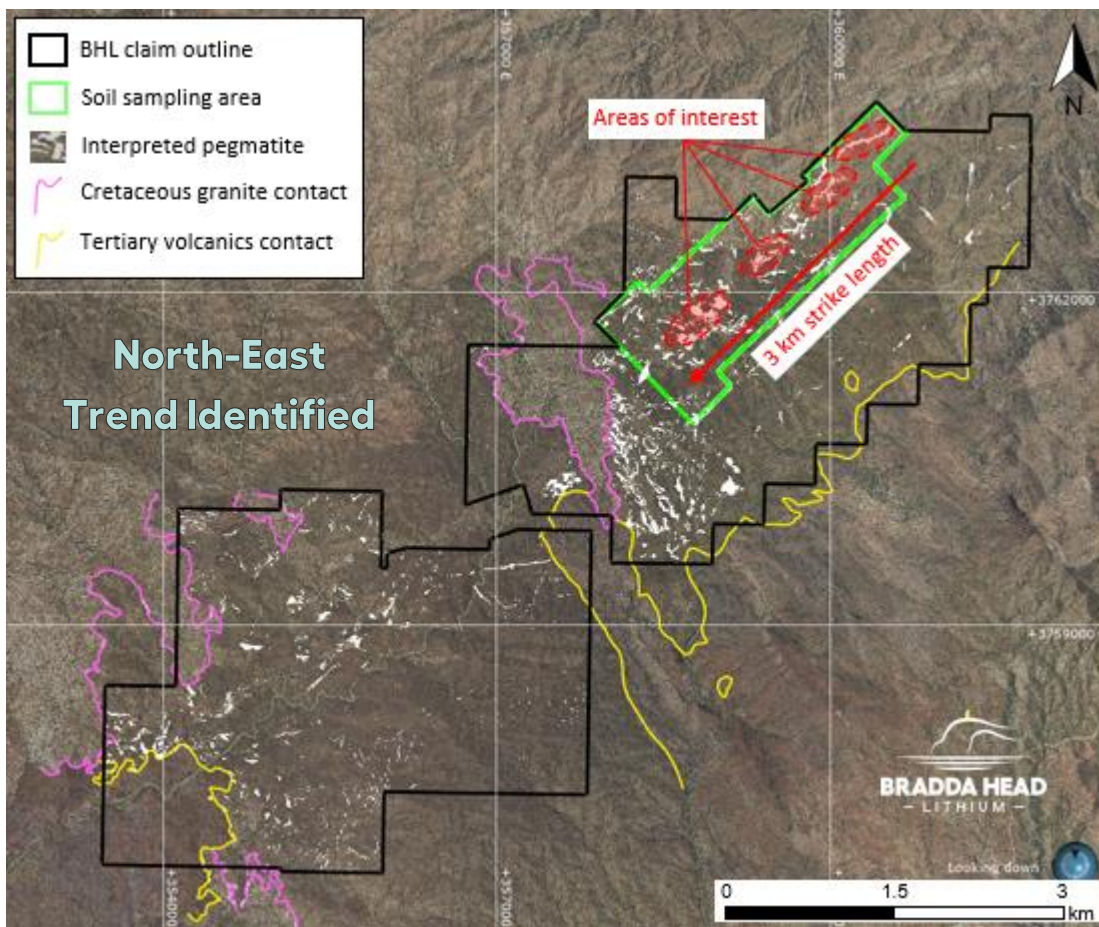 BHL claim outline
Soil sampling area
Interpreted pegmatite
Cretaceous granite contact
Tertiary volcanics contact
+357000 E
+360000 E
N
Areas of interest
3 km strike length
+3762000
North-East
Trend Identified
+3759000
BRADDA HEAD
– LITHIUM –
+354000
+357000
Looking down
0 1.5 3
km